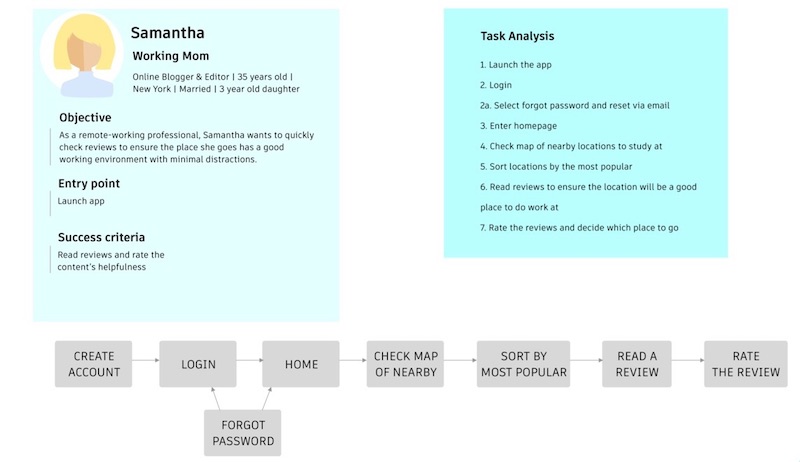 Samantha
Working Mom
Online Blogger & Editor | 35 years old |
New York | Married | 3 year old daughter
Objective
As a remote-working professional, Samantha wants to quickly
check reviews to ensure the place she goes has a good
working environment with minimal distractions.
Entry point
Launch app
Success criteria
Read reviews and rate the
content's helpfulness
Task Analysis
1. Launch the app
2. Login
2a. Select forgot password and reset via email
3. Enter homepage
4. Check map of nearby locations to study at
5. Sort locations by the most popular
6. Read reviews to ensure the location will be a good
place to do work at
7. Rate the reviews and decide which place to go
CREATE
ACCOUNT
LOGIN
HOME
CHECK MAP
OF NEARBY
SORT BY
MOST POPULAR
READ A
REVIEW
RATE
THE REVIEW
FORGOT
PASSWORD